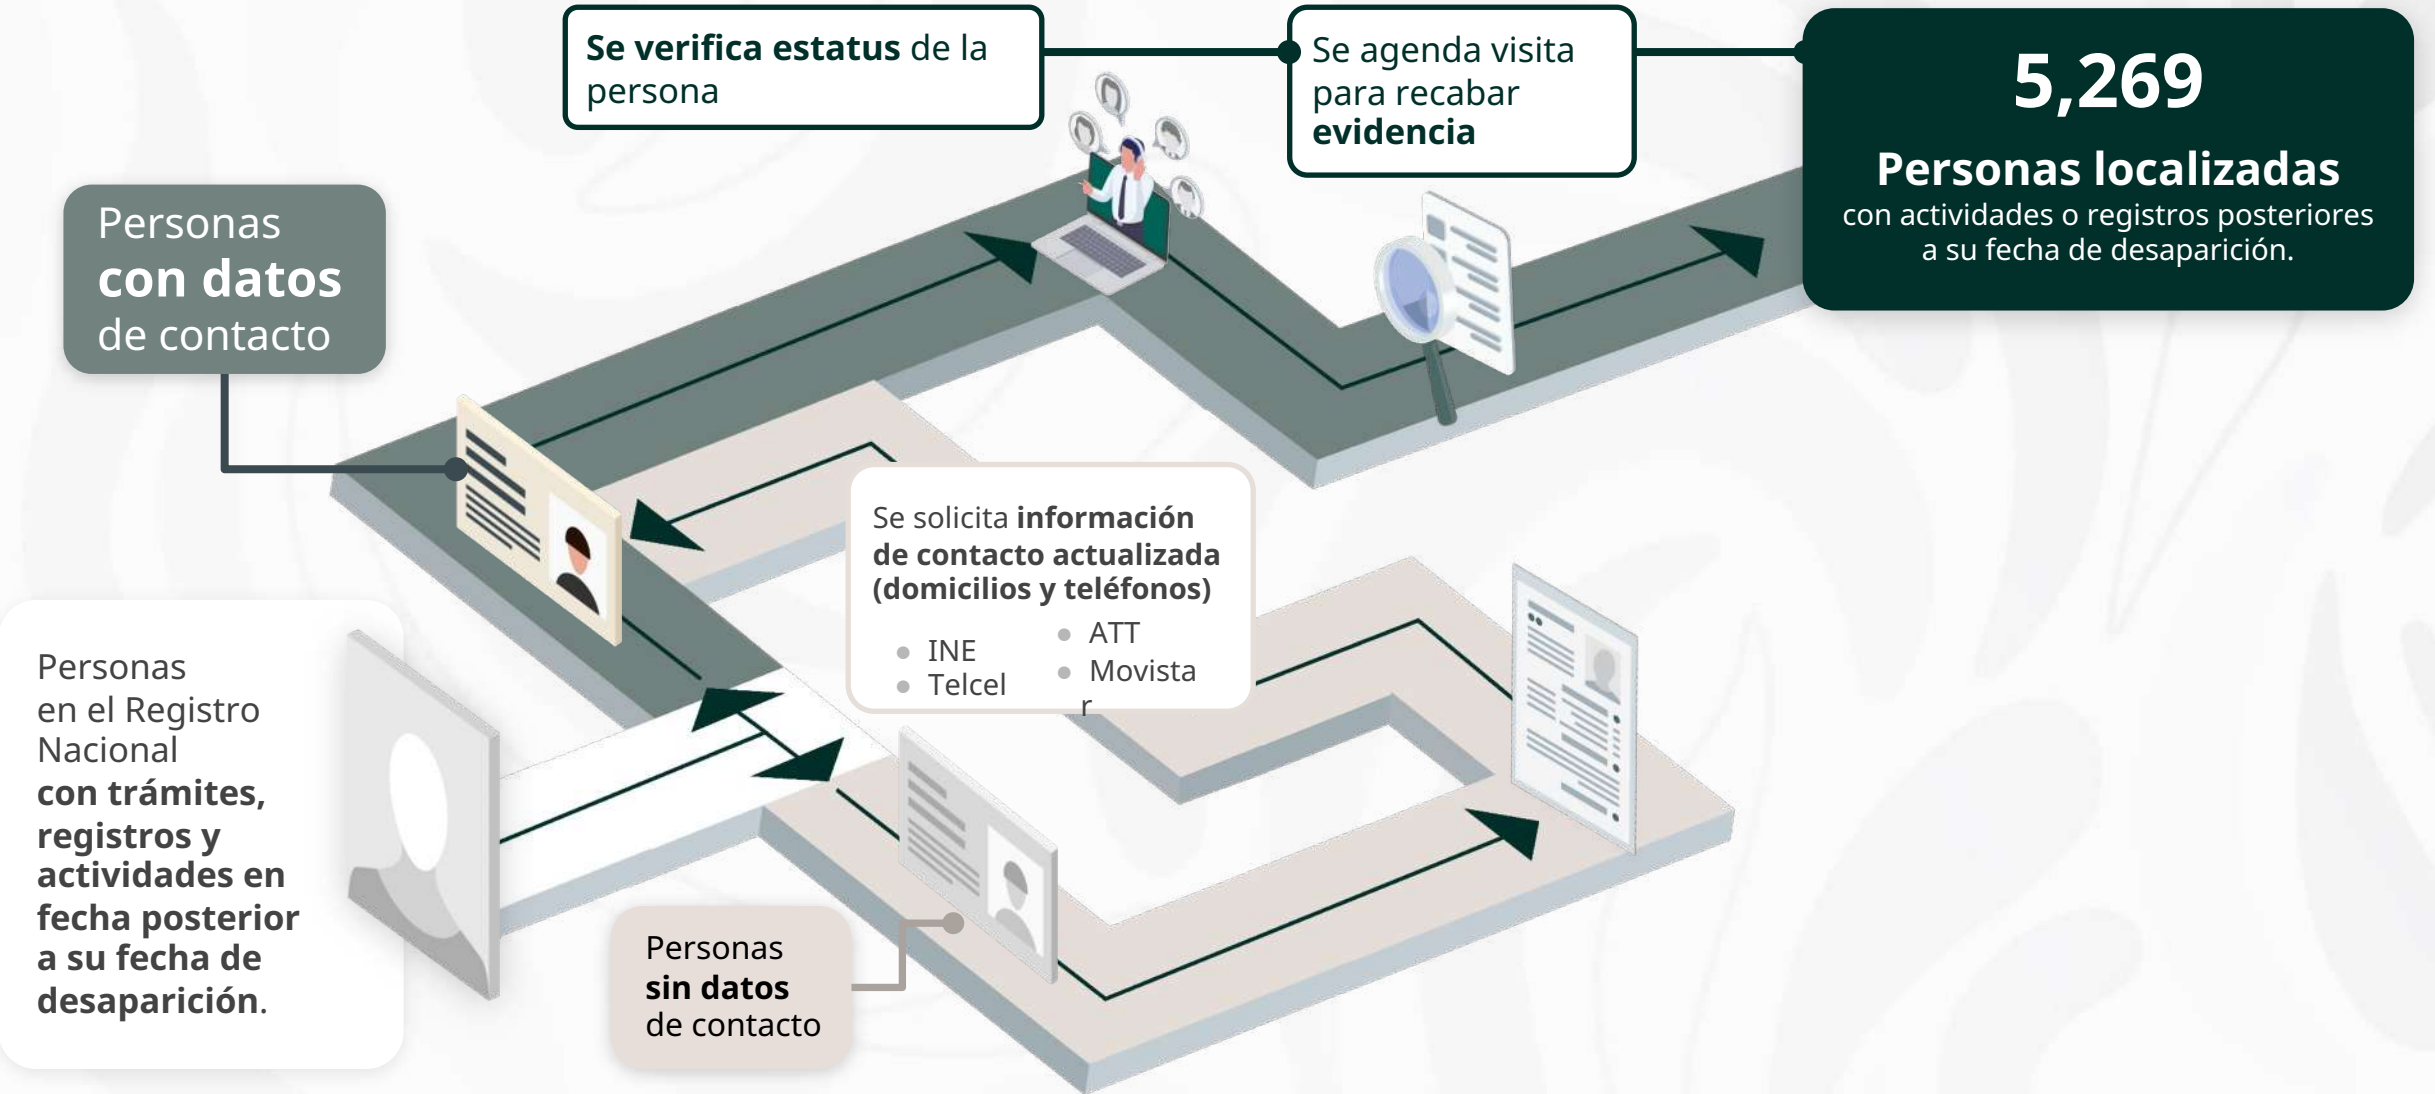 Se verifica estatus de la
persona
Se agenda visita
para recabar
evidencia
5,269
Personas localizadas
con actividades o registros posteriores
a su fecha de desaparición.
Personas
con datos
de contacto
Se solicita información
de contacto actualizada
(domicilios y teléfonos)
● INE
● Telcel
● ATT
● Movista
r
Personas
en el Registro
Nacional
con trámites,
registros y
actividades en
fecha posterior
a su fecha de
desaparición.
Personas
sin datos
de contacto